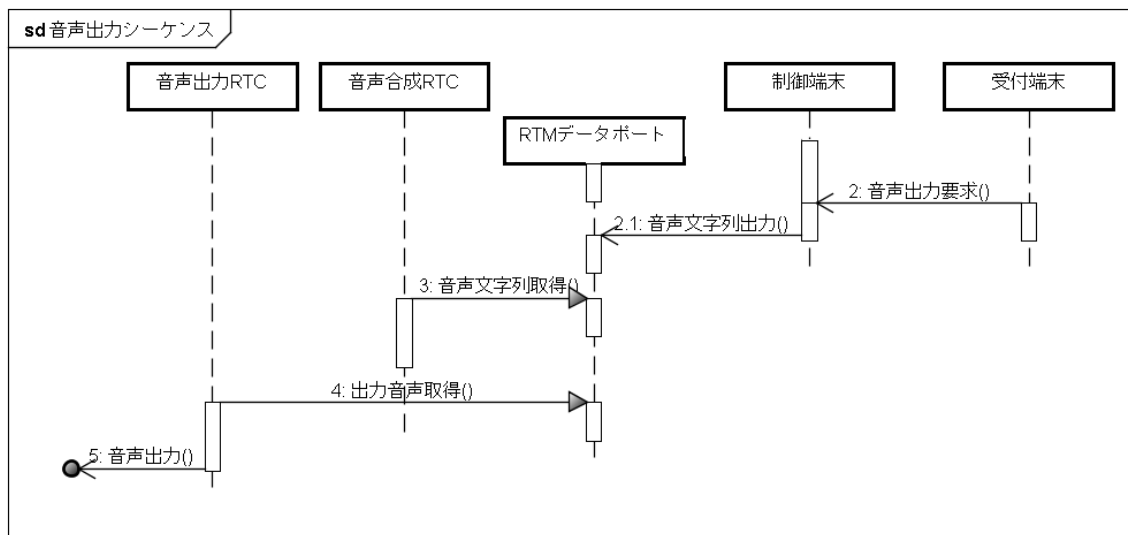 sd 音声出力シーケンス
音声出力RTC
音声合成RTC
RTMデータポート
制御端末
受付端末
2: 音声出力要求()
2.1: 音声文字列出力()
3: 音声文字列取得()
4: 出力音声取得()
5: 音声出力()